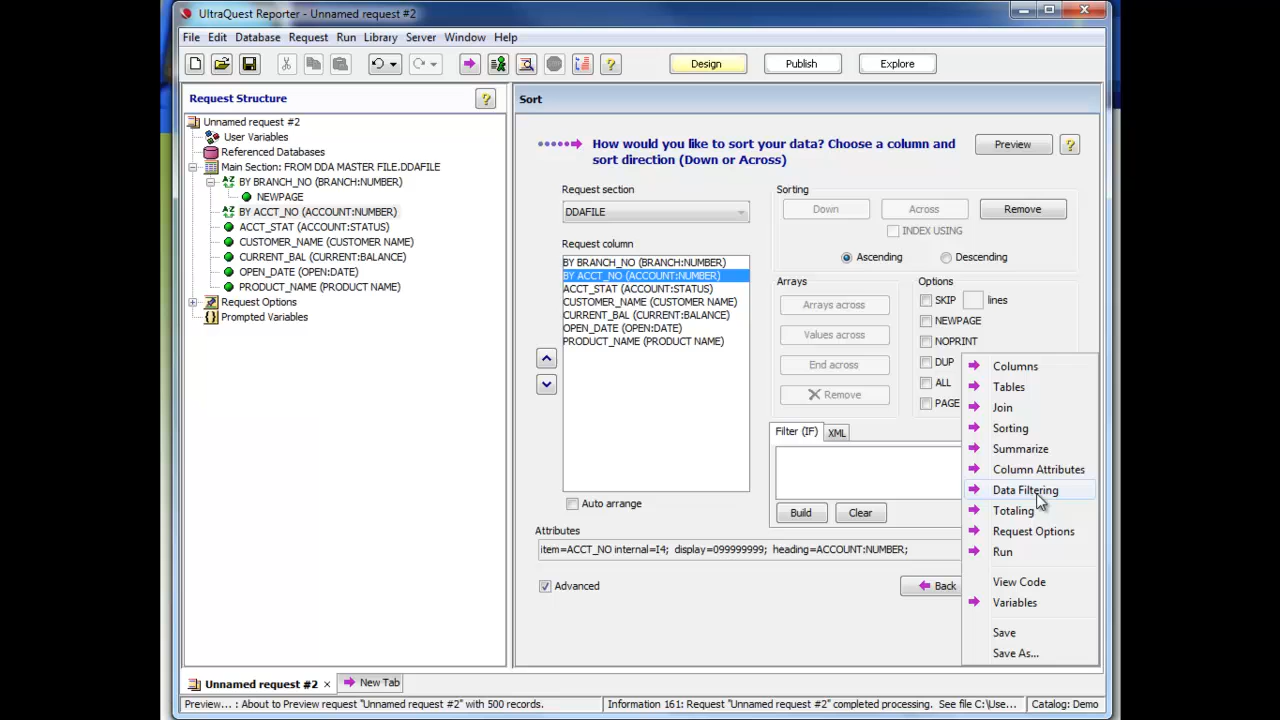 UltraQuest Reporter - Unnamed request #2
File Edit Database Request Run Library Server Window Help
Design Publish Explore
Request Structure
Unnamed request #2
User Variables
Referenced Databases
Main Section: FROM DDA MASTER FILE.DDAFILE
BY BRANCH_NO (BRANCH:NUMBER)
NEWPAGE
BY ACCT_NO (ACCOUNT:NUMBER)
ACCT_STAT (ACCOUNT:STATUS)
CUSTOMER_NAME (CUSTOMER NAME)
CURRENT_BAL (CURRENT:BALANCE)
OPEN_DATE (OPEN:DATE)
PRODUCT_NAME (PRODUCT NAME)
Request Options
Prompted Variables
Sort
How would you like to sort your data? Choose a column and
sort direction (Down or Across)
Preview
Request section
DDAFILE
Request column
BY BRANCH_NO (BRANCH:NUMBER)
BY ACCT_NO (ACCOUNT:NUMBER)
ACCT_STAT (ACCOUNT:STATUS)
CUSTOMER_NAME (CUSTOMER NAME)
CURRENT_BAL (CURRENT:BALANCE)
OPEN_DATE (OPEN:DATE)
PRODUCT_NAME (PRODUCT NAME)
Auto arrange
Sorting
Down Across Remove
INDEX USING
Ascending Descending
Arrays
Arrays across
Values across
End across
Remove
Options
SKIP lines
NEWPAGE
NOPRINT
DUP
ALL
PAGE
Filter (IF) XML
Build Clear
Attributes
item=ACCT_NO internal=I4; display=099999999; heading=ACCOUNT:NUMBER;
Advanced
Back
Columns
Tables
Join
Sorting
Summarize
Column Attributes
Data Filtering
Totaling
Request Options
Run
View Code
Variables
Save
Save As...
Unnamed request #2 × New Tab
Preview... : About to Preview request "Unnamed request #2" with 500 records.
Information 161: Request "Unnamed request #2" completed processing. See file C:\Use...
Catalog: Demo